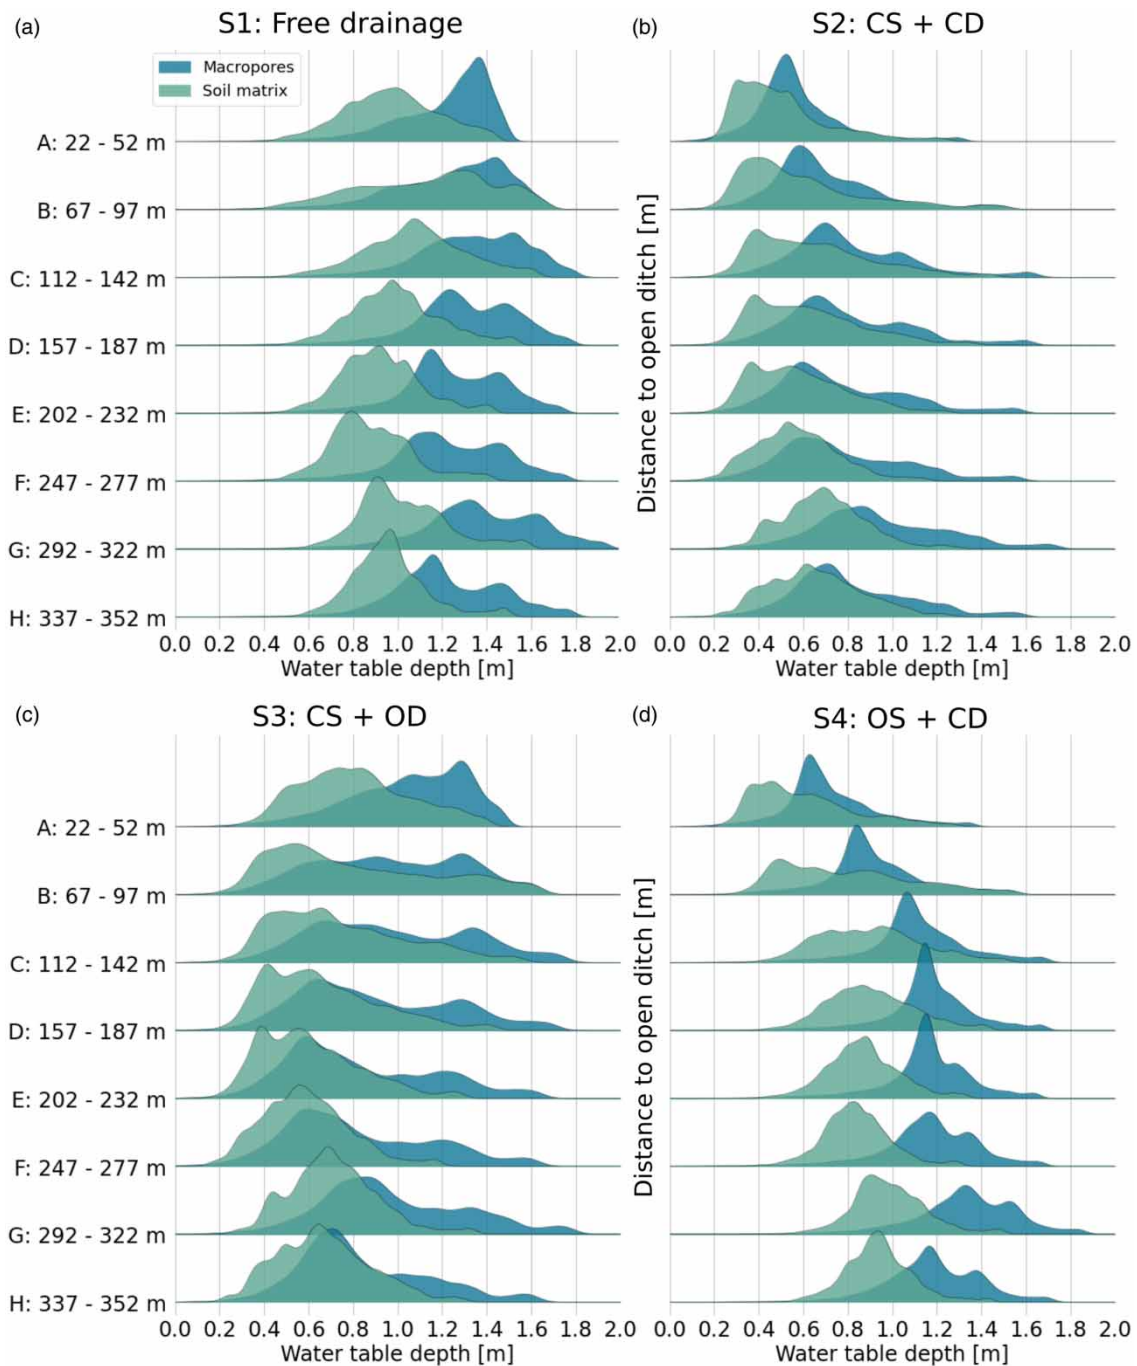 (a) S1: Free drainage
Macropores
Soil matrix
A: 22 - 52 m
B: 67 - 97 m
C: 112 - 142 m
D: 157 - 187 m
E: 202 - 232 m
F: 247 - 277 m
G: 292 - 322 m
H: 337 - 352 m
0.0 0.2 0.4 0.6 0.8 1.0 1.2 1.4 1.6 1.8 2.0
Water table depth [m]
(b) S2: CS + CD
Distance to open ditch [m]
0.0 0.2 0.4 0.6 0.8 1.0 1.2 1.4 1.6 1.8 2.0
Water table depth [m]
(c) S3: CS + OD
A: 22 - 52 m
B: 67 - 97 m
C: 112 - 142 m
D: 157 - 187 m
E: 202 - 232 m
F: 247 - 277 m
G: 292 - 322 m
H: 337 - 352 m
0.0 0.2 0.4 0.6 0.8 1.0 1.2 1.4 1.6 1.8 2.0
Water table depth [m]
(d) S4: OS + CD
Distance to open ditch [m]
0.0 0.2 0.4 0.6 0.8 1.0 1.2 1.4 1.6 1.8 2.0
Water table depth [m]